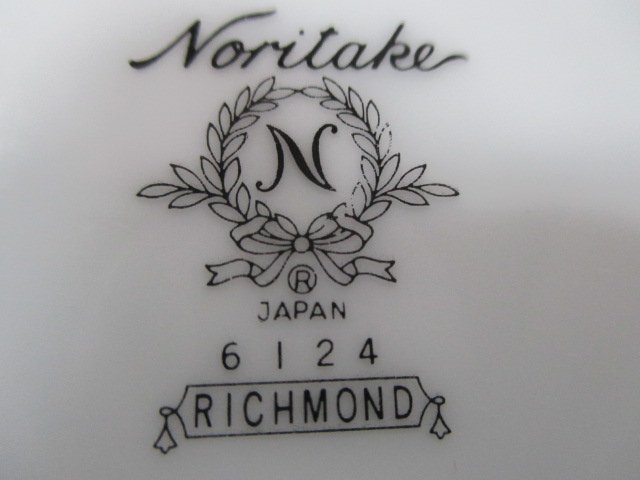 Noritake
N
®
JAPAN
6124
RICHMOND